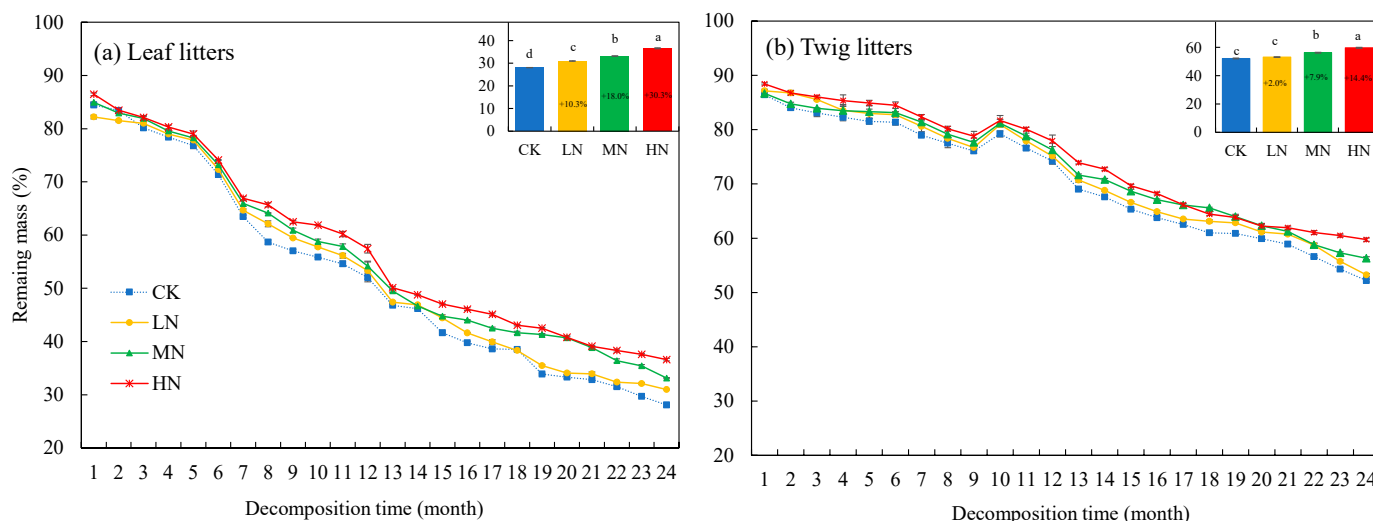 (a) Leaf litters
Remaing mass (%)
100
90
80
70
60
50
40
30
20
1 2 3 4 5 6 7 8 9 10 11 12 13 14 15 16 17 18 19 20 21 22 23 24
Decomposition time (month)
CK
LN
MN
HN
40
30
20
10
0
d c b a
+10.3% +18.0% +30.3%
CK LN MN HN
(b) Twig litters
100
90
80
70
60
50
40
30
20
1 2 3 4 5 6 7 8 9 10 11 12 13 14 15 16 17 18 19 20 21 22 23 24
Decomposition time (month)
60
40
20
0
c c b a
+2.0% +7.9% +14.4%
CK LN MN HN